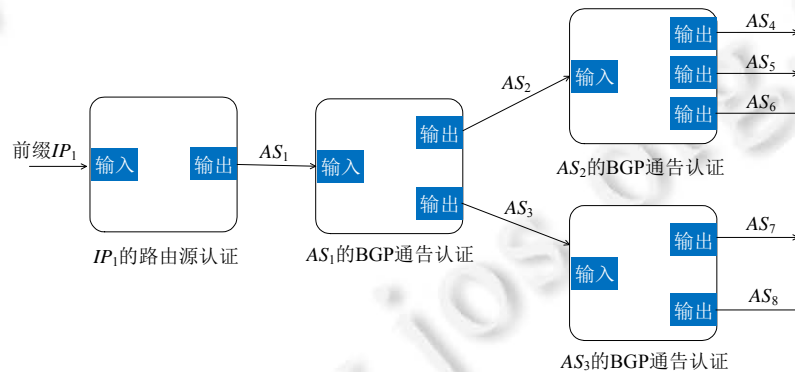 前缀IP1
输入
输出
IP1的路由源认证
AS1
输入
输出
输出
AS1的BGP通告认证
AS2
AS3
输入
输出
输出
输出
AS4
AS5
AS6
AS2的BGP通告认证
输入
输出
输出
AS7
AS8
AS3的BGP通告认证
jos.org